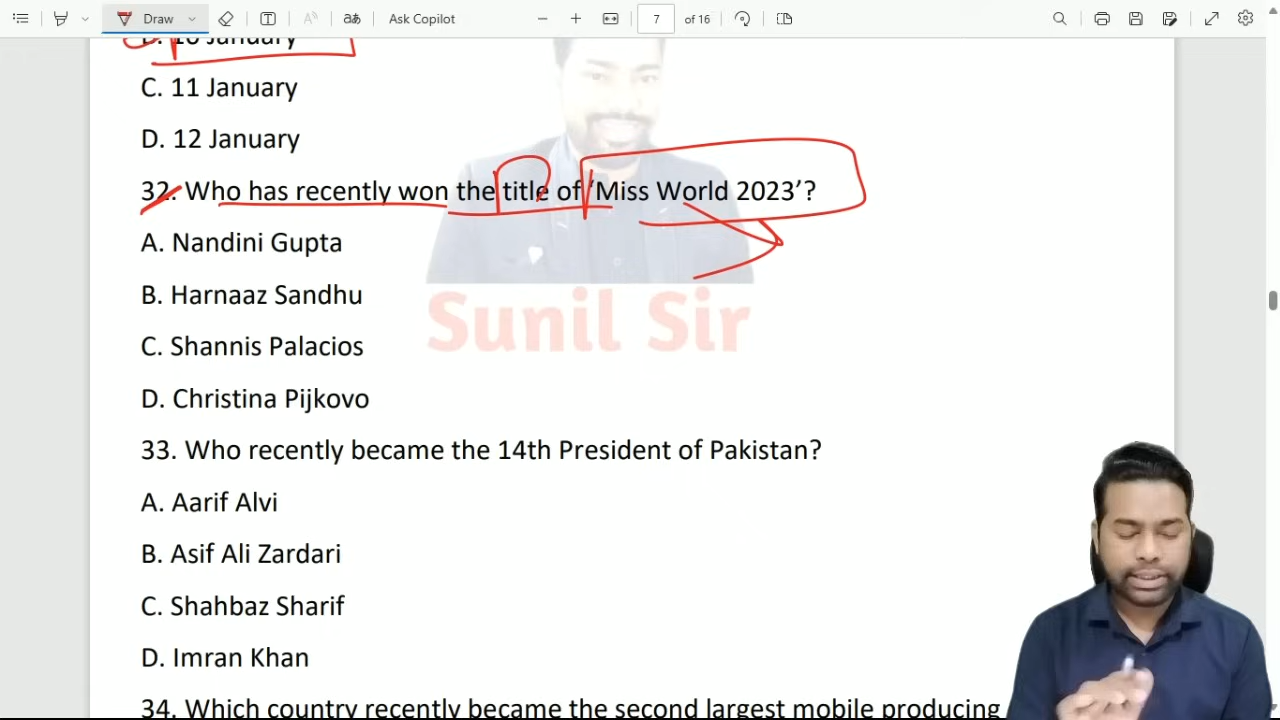 Draw
Ask Copilot
7 of 16
B. 10 January
C. 11 January
D. 12 January
32. Who has recently won the title of ‘Miss World 2023’?
A. Nandini Gupta
B. Harnaaz Sandhu
C. Shannis Palacios
D. Christina Pijkovo
Sunil Sir
33. Who recently became the 14th President of Pakistan?
A. Aarif Alvi
B. Asif Ali Zardari
C. Shahbaz Sharif
D. Imran Khan
34. Which country recently became the second largest mobile producing